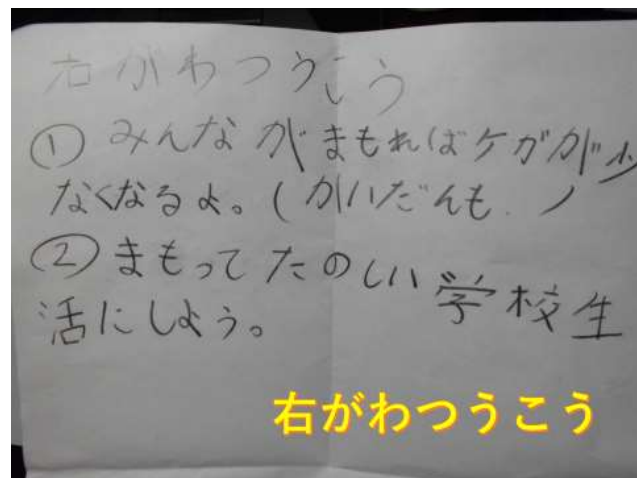 右がわつうこう
① みんながまもればケガが少
なくなるよ。(かいだんも.)
② まもってたのしい学校生
活にしよう。
右がわつうこう